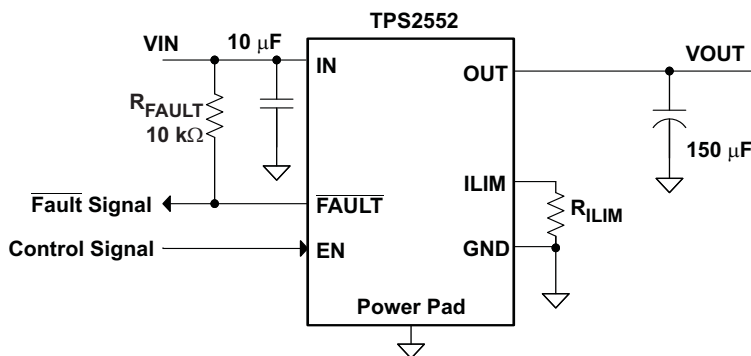 TPS2552
VIN
10 μF
IN
OUT
VOUT
RFAULT
10 kΩ
150 μF
Fault Signal
FAULT
ILIM
RILIM
Control Signal
EN
GND
Power Pad